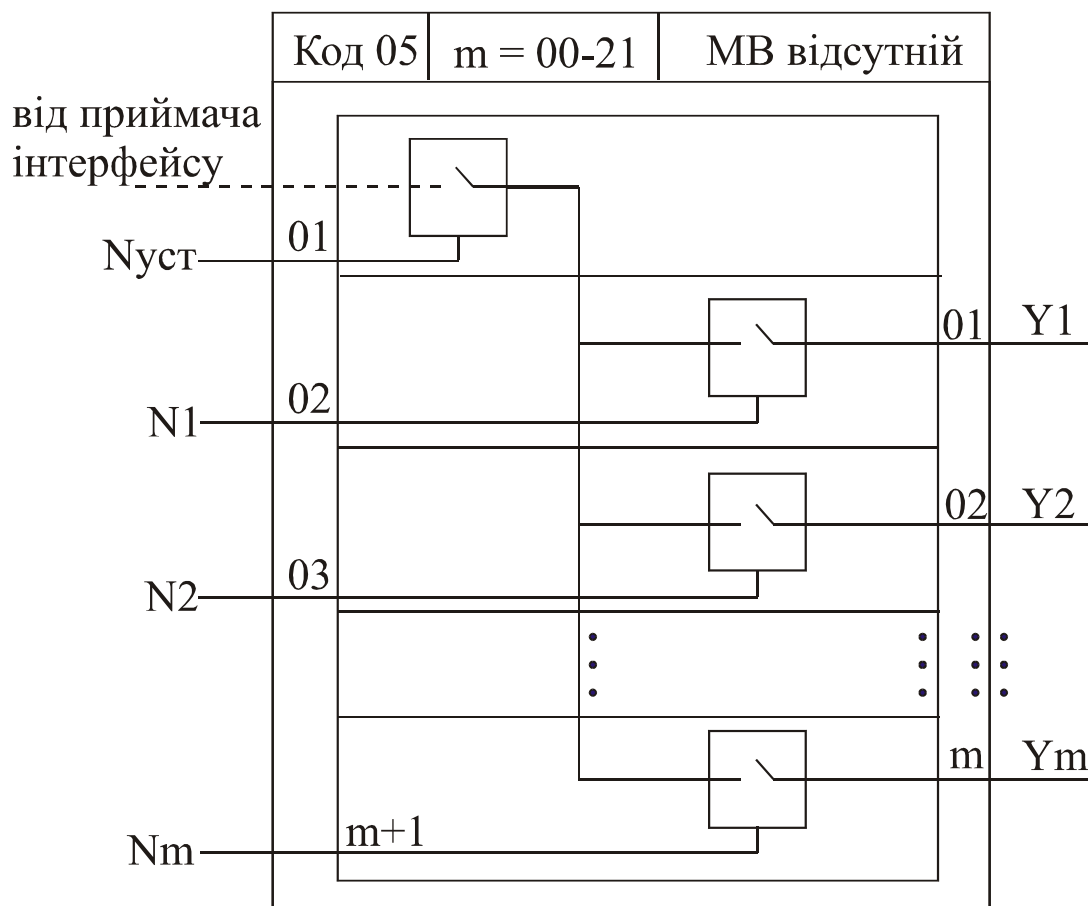 Код 05
m = 00-21
МВ відсутній
від приймача
інтерфейсу
01
Nуст
01
Y1
02
N1
02
Y2
03
N2
m
Ym
m+1
Nm